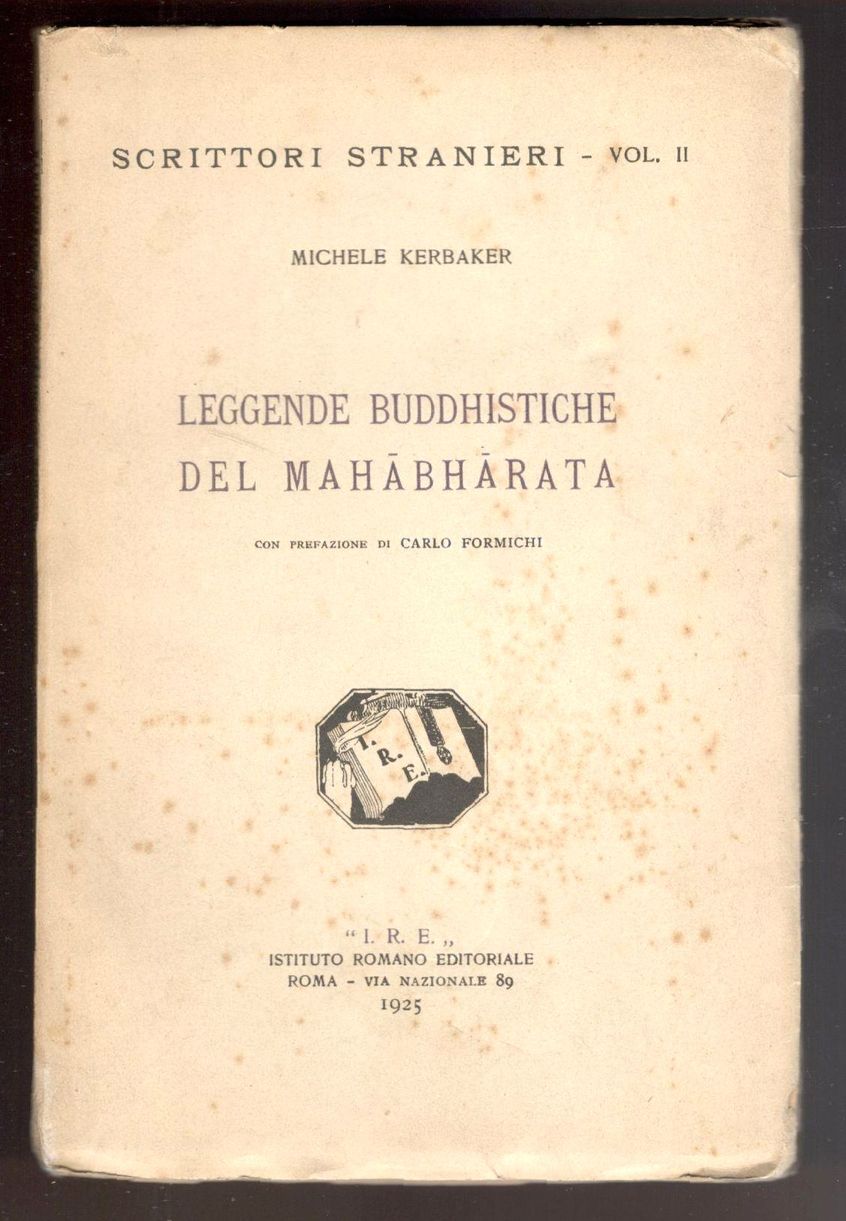 SCRITTORI STRANIERI - VOL. II
MICHELE KERBAKER
LEGGENDE BUDDHISTICHE
DEL MAHĀBHĀRATA
CON PREFAZIONE DI CARLO FORMICHI
I.
R.
E.
“ I. R. E. „
ISTITUTO ROMANO EDITORIALE
ROMA - VIA NAZIONALE 89
1925